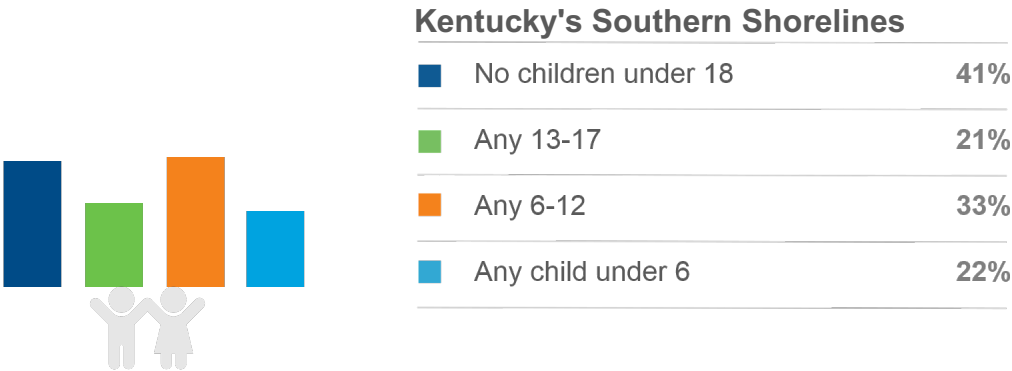 Kentucky's Southern Shorelines
No children under 18 41%
Any 13-17 21%
Any 6-12 33%
Any child under 6 22%